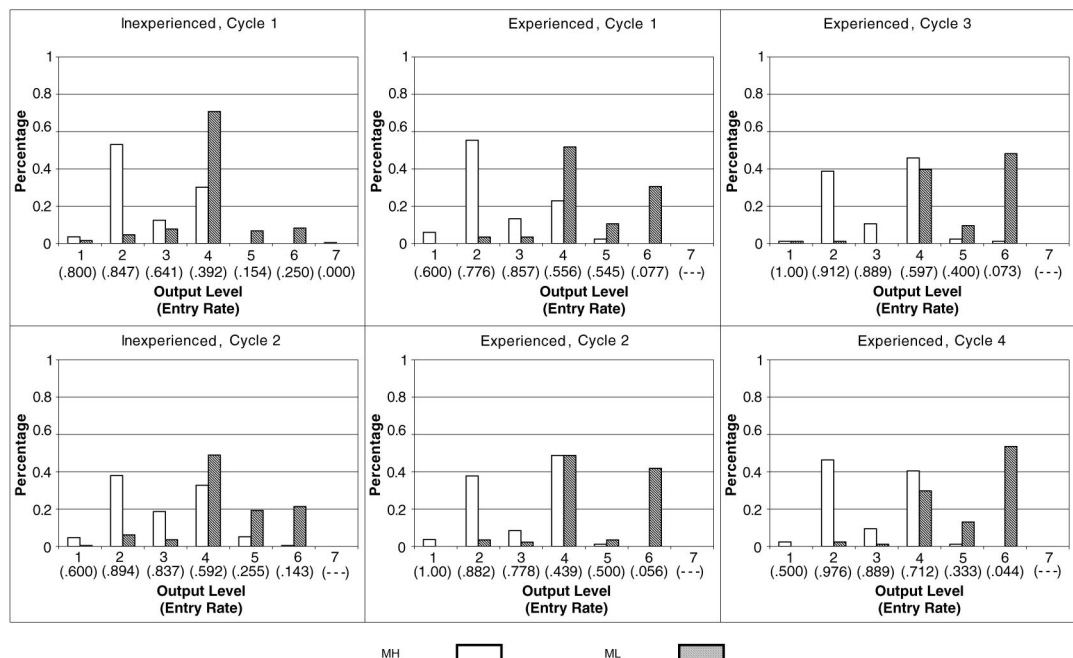 Inexperienced, Cycle 1
Percentage
1
0.8
0.6
0.4
0.2
0
1 2 3 4 5 6 7
(.800) (.847) (.641) (.392) (.154) (.250) (.000)
Output Level
(Entry Rate)
Experienced, Cycle 1
Percentage
1
0.8
0.6
0.4
0.2
0
1 2 3 4 5 6 7
(.600) (.776) (.857) (.556) (.545) (.077) (---)
Output Level
(Entry Rate)
Experienced, Cycle 3
Percentage
1
0.8
0.6
0.4
0.2
0
1 2 3 4 5 6 7
(1.00) (.912) (.889) (.597) (.400) (.073) (---)
Output Level
(Entry Rate)
Inexperienced, Cycle 2
Percentage
1
0.8
0.6
0.4
0.2
0
1 2 3 4 5 6 7
(.600) (.894) (.837) (.592) (.255) (.143) (---)
Output Level
(Entry Rate)
Experienced, Cycle 2
Percentage
1
0.8
0.6
0.4
0.2
0
1 2 3 4 5 6 7
(1.00) (.882) (.778) (.439) (.500) (.056) (---)
Output Level
(Entry Rate)
Experienced, Cycle 4
Percentage
1
0.8
0.6
0.4
0.2
0
1 2 3 4 5 6 7
(.500) (.976) (.889) (.712) (.333) (.044) (---)
Output Level
(Entry Rate)
MH ML